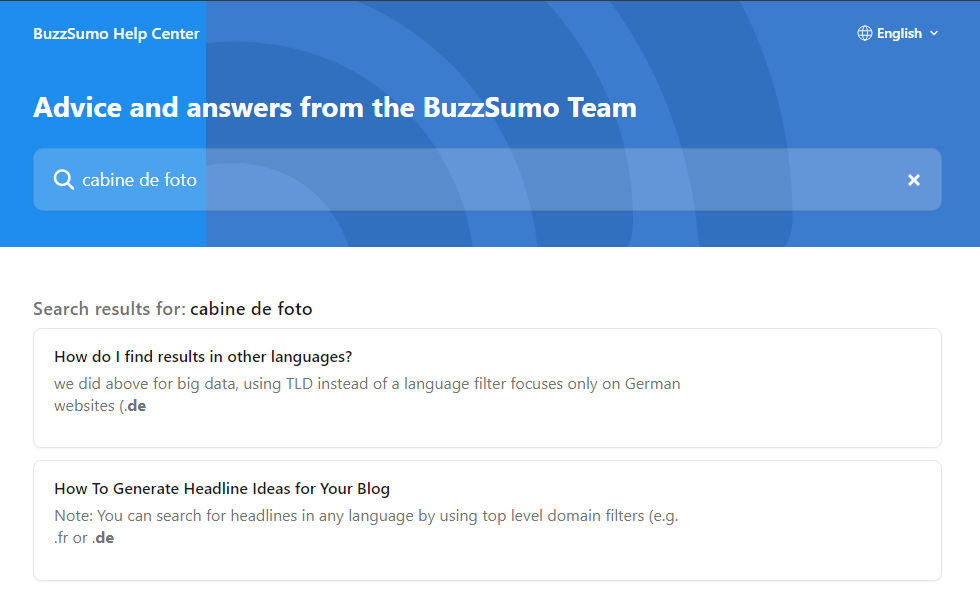 BuzzSumo Help Center
English
Advice and answers from the BuzzSumo Team
cabine de foto
Search results for: cabine de foto
How do I find results in other languages?
we did above for big data, using TLD instead of a language filter focuses only on German
websites (.de
How To Generate Headline Ideas for Your Blog
Note: You can search for headlines in any language by using top level domain filters (e.g.
.fr or .de